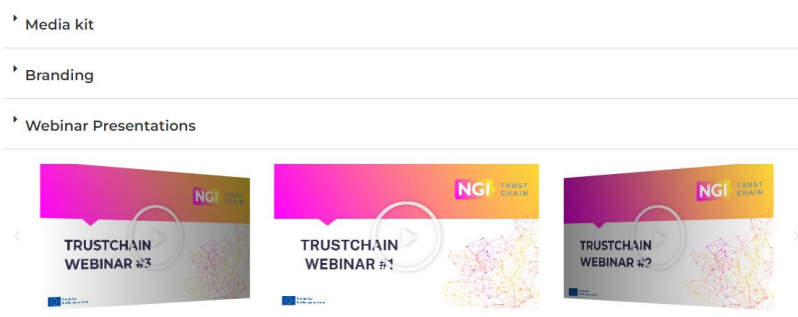 Media kit
Branding
Webinar Presentations
NGI TRUST CHAIN
TRUSTCHAIN
WEBINAR #3
NGI TRUST CHAIN
TRUSTCHAIN
WEBINAR #1
NGI TRUST CHAIN
TRUSTCHAIN
WEBINAR #2